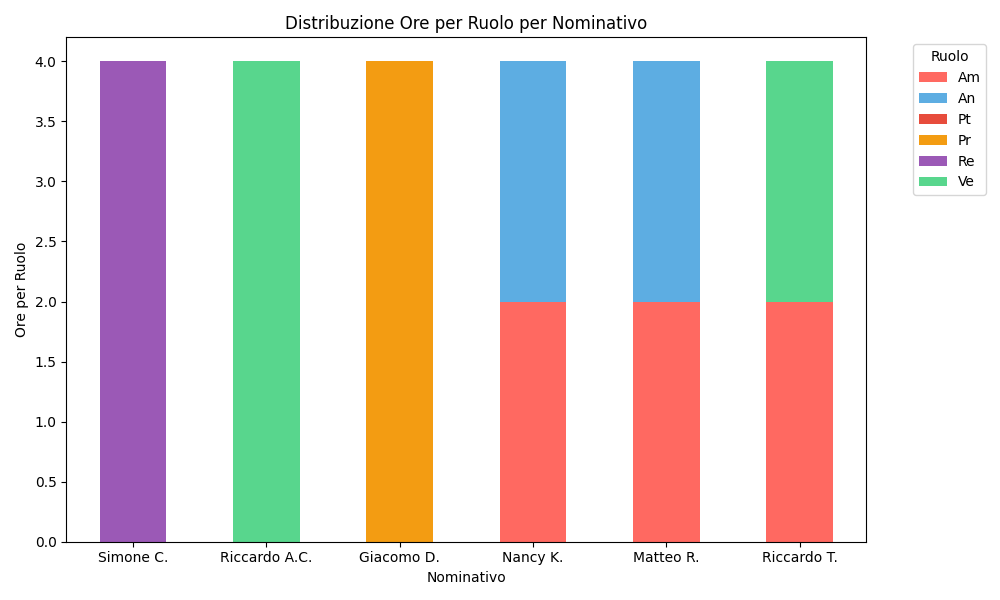 Distribuzione Ore per Ruolo per Nominativo
Ruolo
Am
An
Pt
Pr
Re
Ve
Ore per Ruolo
4.0
3.5
3.0
2.5
2.0
1.5
1.0
0.5
0.0
Simone C.
Riccardo A.C.
Giacomo D.
Nancy K.
Matteo R.
Riccardo T.
Nominativo